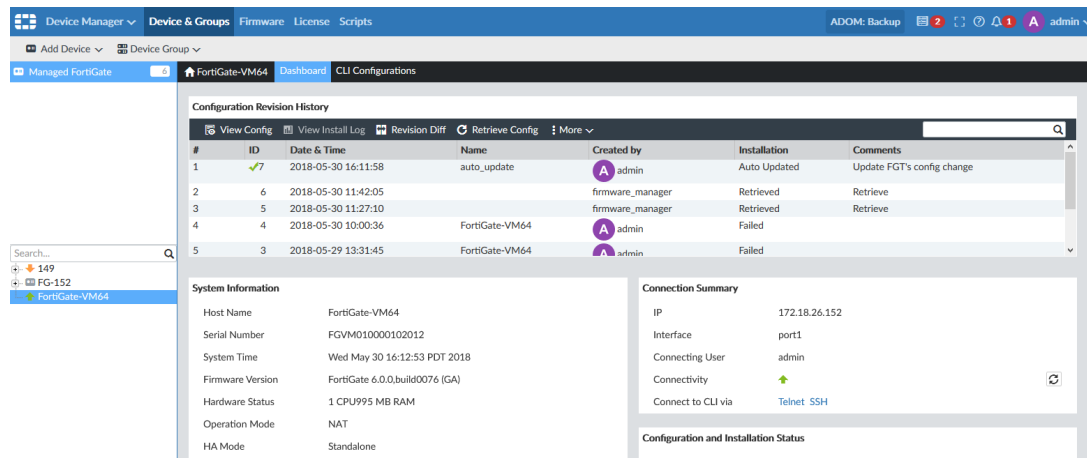 Device Manager Device & Groups Firmware License Scripts ADOM: Backup 2 1 A admin
Add Device Device Group
Managed FortiGate 6 FortiGate-VM64 Dashboard CLI Configurations
Configuration Revision History
View Config View Install Log Revision Diff Retrieve Config More
# ID Date & Time Name Created by Installation Comments
1 7 2018-05-30 16:11:58 auto_update A admin Auto Updated Update FGT's config change
2 6 2018-05-30 11:42:05 firmware_manager Retrieved Retrieve
3 5 2018-05-30 11:27:10 firmware_manager Retrieved Retrieve
4 4 2018-05-30 10:00:36 FortiGate-VM64 A admin Failed
5 3 2018-05-29 13:31:45 FortiGate-VM64 A admin Failed
Search...
149
FG-152
FortiGate-VM64
System Information
Host Name FortiGate-VM64
Serial Number FGVM010000102012
System Time Wed May 30 16:12:53 PDT 2018
Firmware Version FortiGate 6.0.0,build0076 (GA)
Hardware Status 1 CPU995 MB RAM
Operation Mode NAT
HA Mode Standalone
Connection Summary
IP 172.18.26.152
Interface port1
Connecting User admin
Connectivity
Connect to CLI via Telnet SSH
Configuration and Installation Status